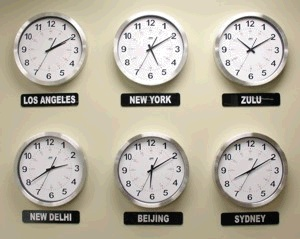 LOS ANGELES
NEW YORK
ZULU
NEW DELHI
BEIJING
SYDNEY